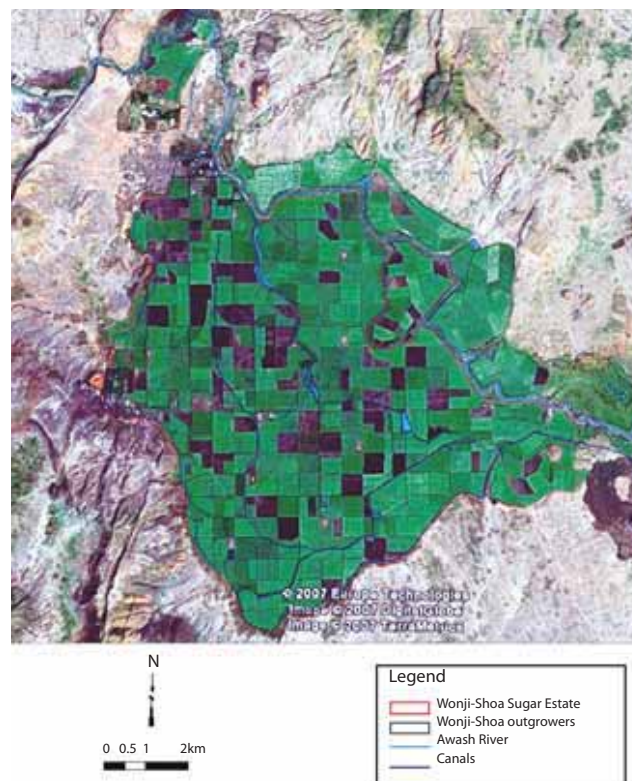 © 2007 Europa Technologies
Image © 2007 DigitalGlobe
Image © 2007 TerraMetrics
N
0 0.5 1 2km
Legend
Wonji-Shoa Sugar Estate
Wonji-Shoa outgrowers
Awash River
Canals